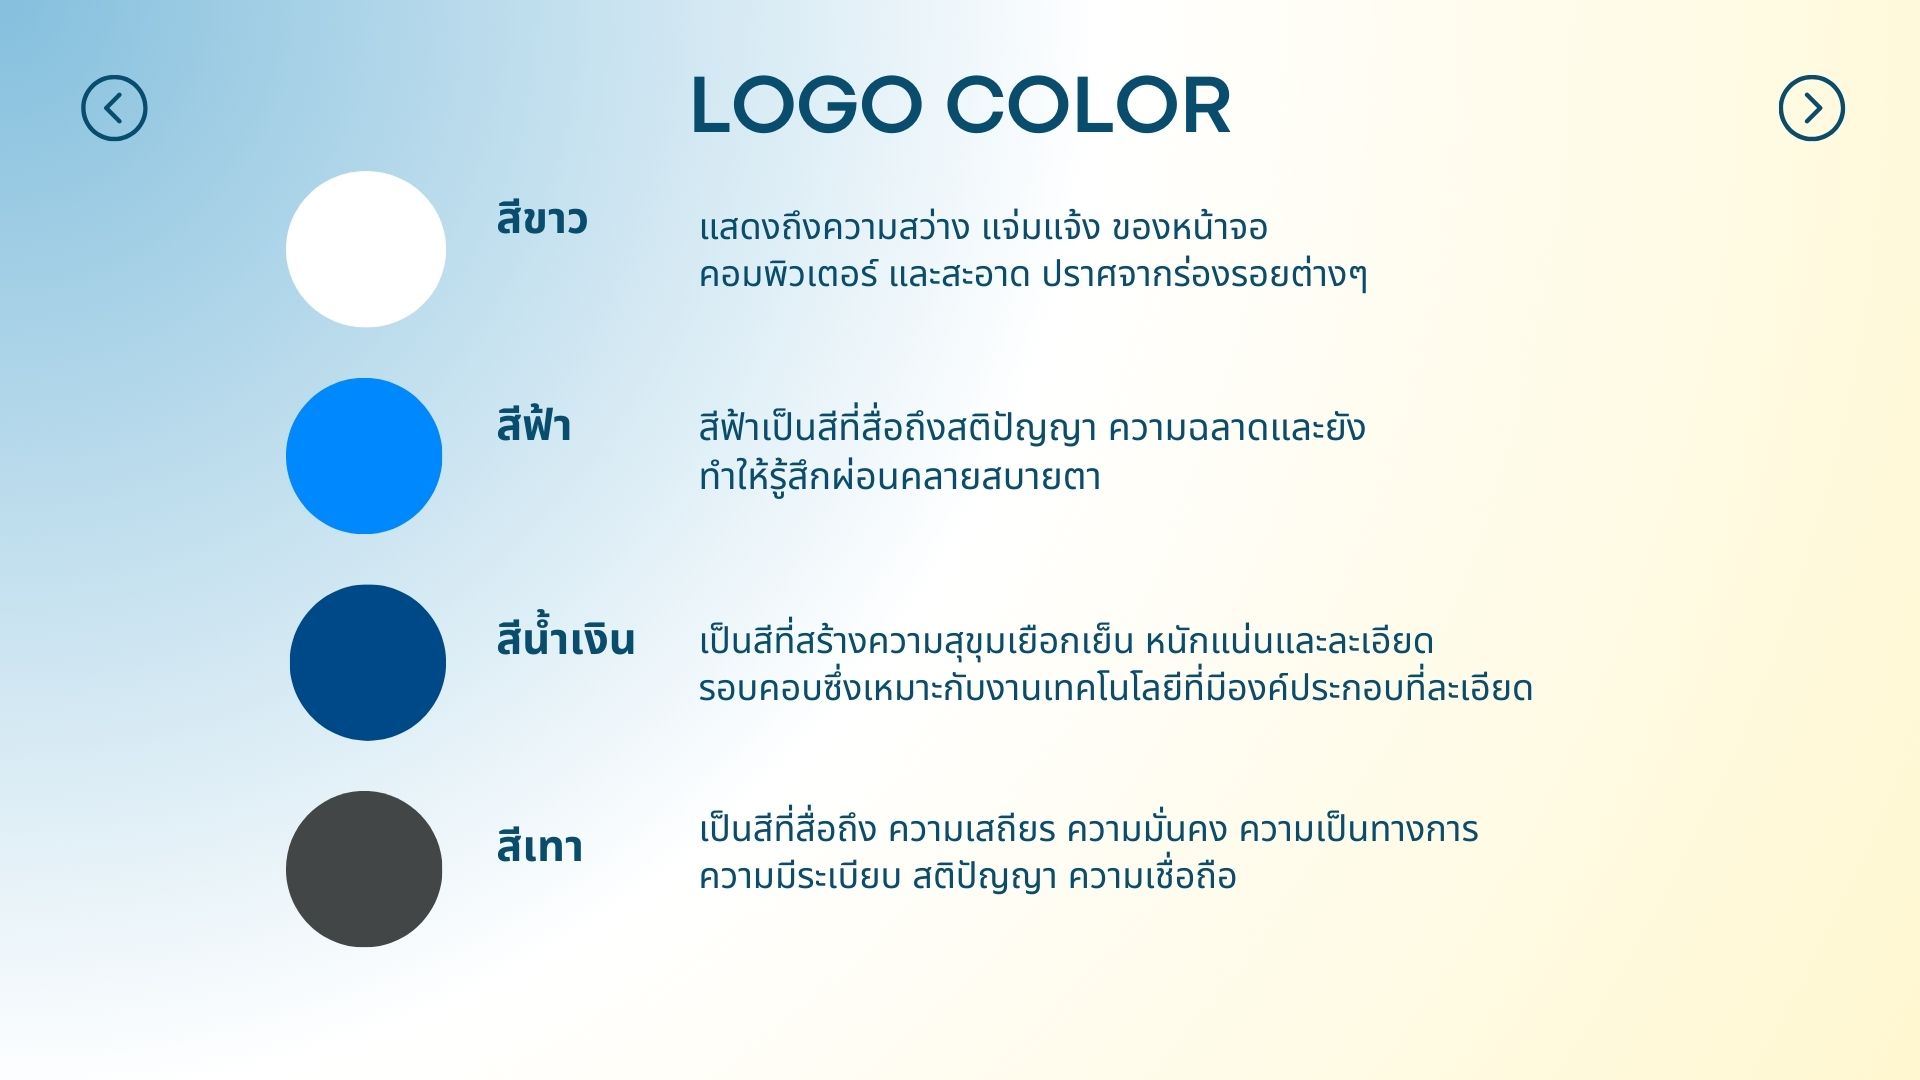 LOGO COLOR
สีขาว
แสดงถึงความสว่าง แจ่มแจ้ง ของหน้าจอ
คอมพิวเตอร์ และสะอาด ปราศจากร่องรอยต่างๆ
สีฟ้า
สีฟ้าเป็นสีที่สื่อถึงสติปัญญา ความฉลาดและยัง
ทำให้รู้สึกผ่อนคลายสบายตา
สีน้ำเงิน
เป็นสีที่สร้างความสุขุมเยือกเย็น หนักแน่นและละเอียด
รอบคอบซึ่งเหมาะกับงานเทคโนโลยีที่มีองค์ประกอบที่ละเอียด
สีเทา
เป็นสีที่สื่อถึง ความเสถียร ความมั่นคง ความเป็นทางการ
ความมีระเบียบ สติปัญญา ความเชื่อถือ